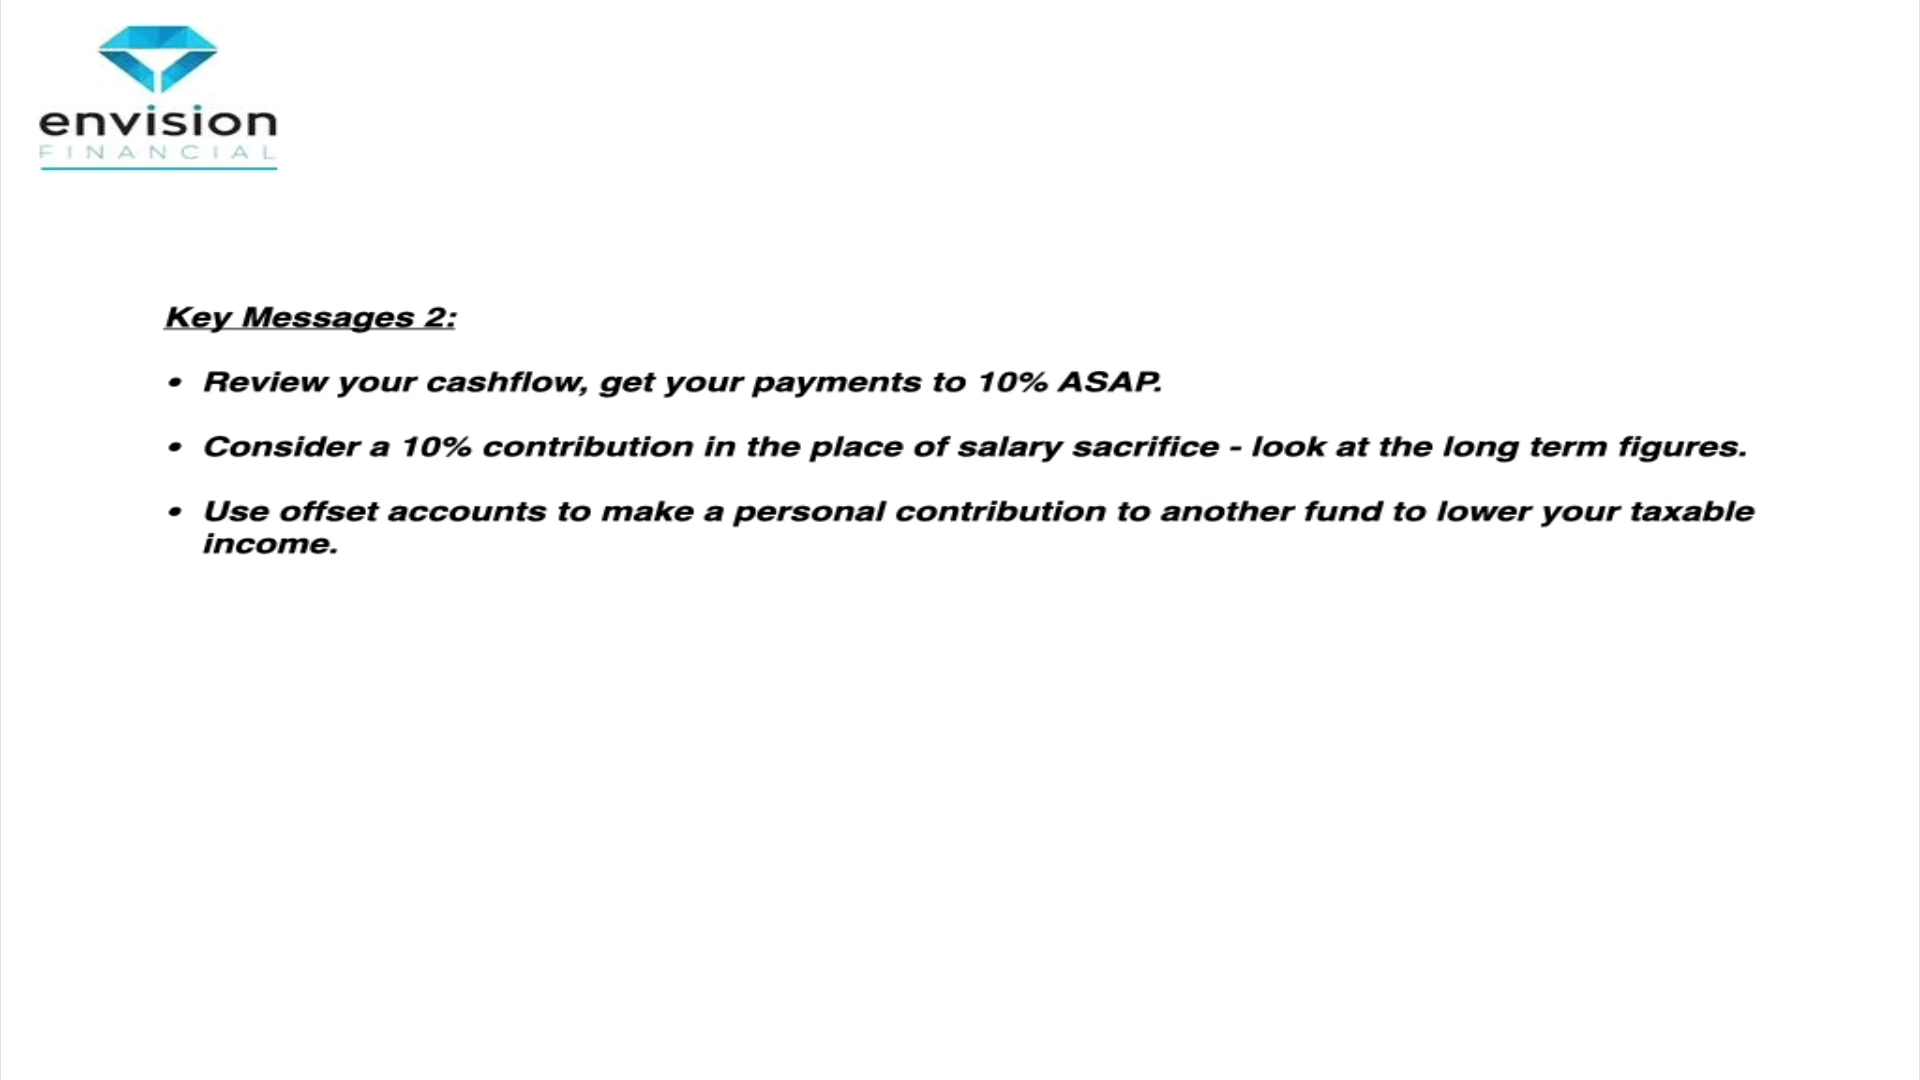 envision
FINANCIAL
Key Messages 2:
• Review your cashflow, get your payments to 10% ASAP.
• Consider a 10% contribution in the place of salary sacrifice - look at the long term figures.
• Use offset accounts to make a personal contribution to another fund to lower your taxable
income.